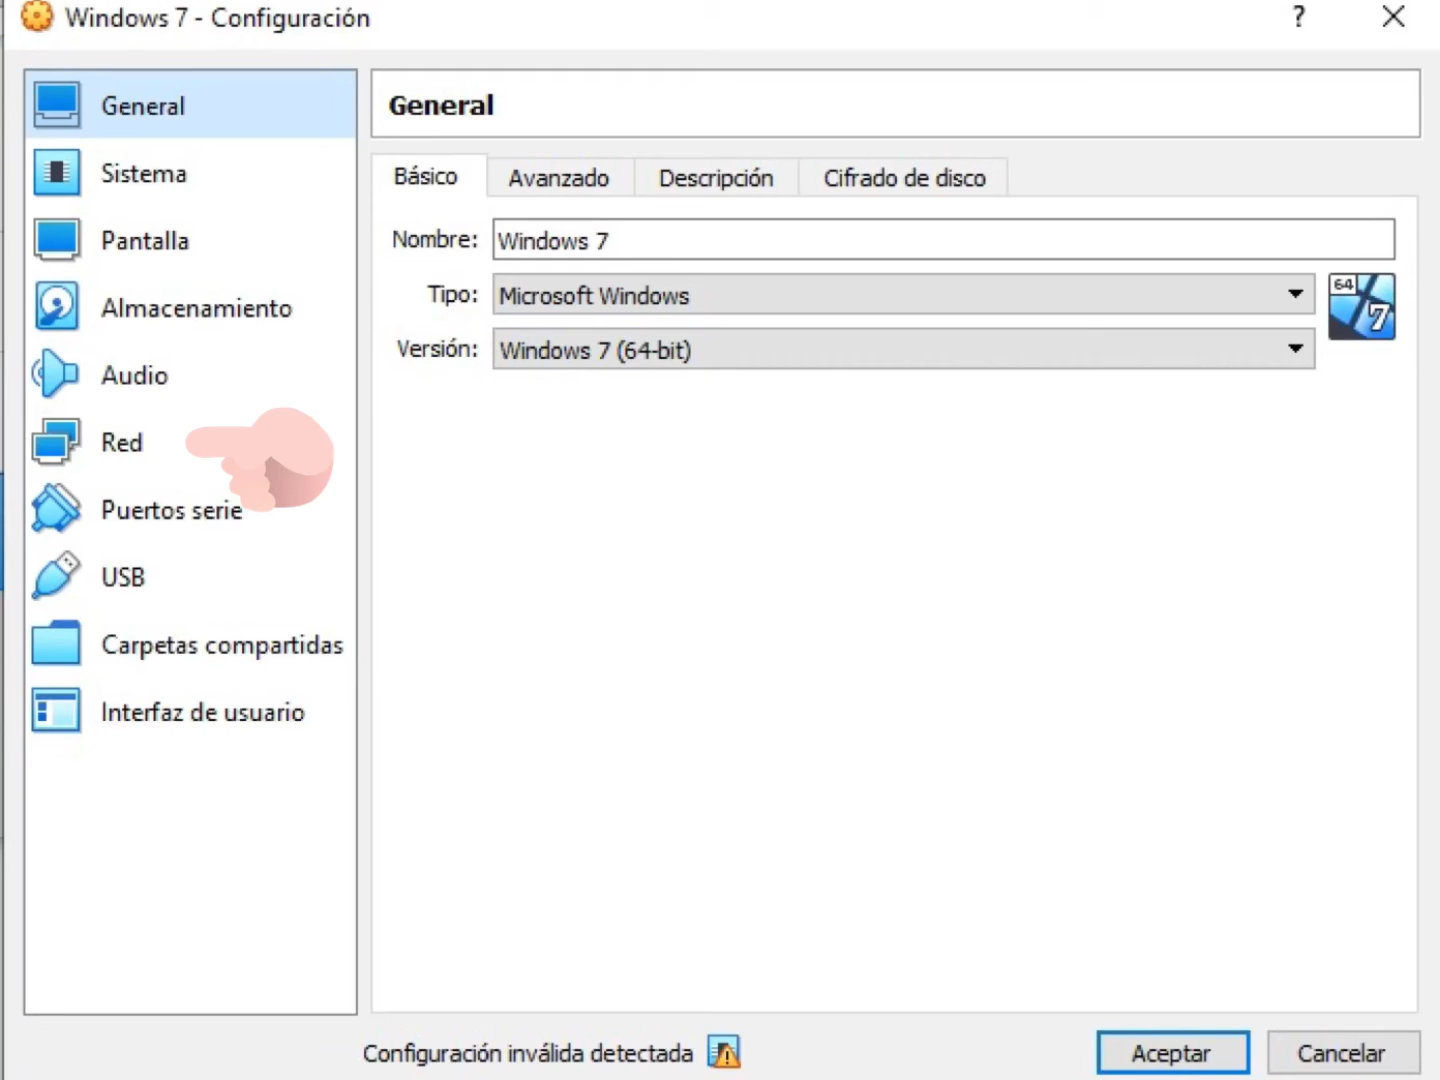 Windows 7 - Configuración
?
General
Sistema
Pantalla
Almacenamiento
Audio
Red
Puertos serie
USB
Carpetas compartidas
Interfaz de usuario
General
Básico Avanzado Descripción Cifrado de disco
Nombre: Windows 7
Tipo: Microsoft Windows
64
7
Versión: Windows 7 (64-bit)
Configuración inválida detectada
Aceptar Cancelar